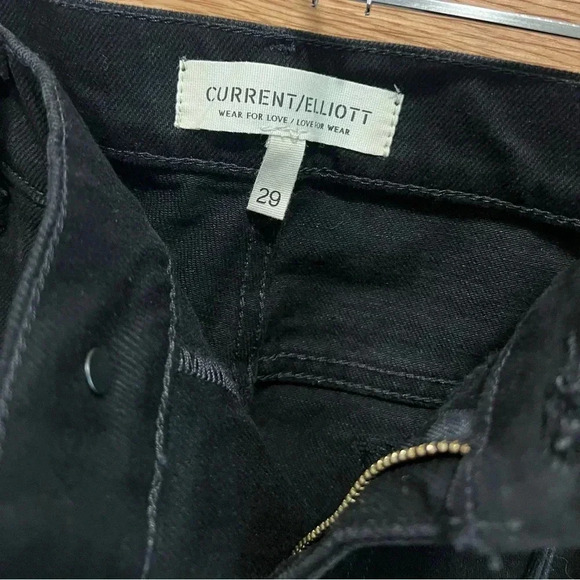 CURRENT/ELLIOTT
WEAR FOR LOVE / LOVE FOR WEAR
29